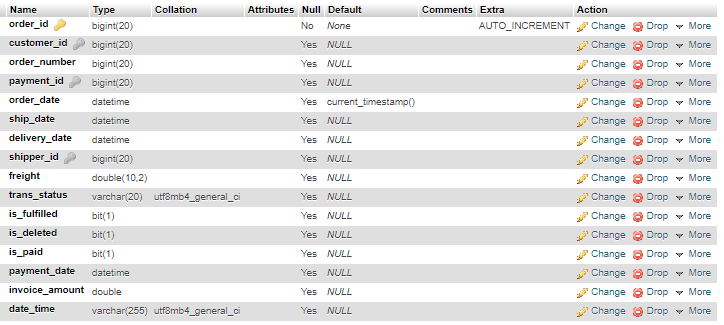 Name Type Collation Attributes Null Default Comments Extra Action
order_id bigint(20) No None AUTO_INCREMENT Change Drop More
customer_id bigint(20) Yes NULL Change Drop More
order_number bigint(20) Yes NULL Change Drop More
payment_id bigint(20) Yes NULL Change Drop More
order_date datetime Yes current_timestamp() Change Drop More
ship_date datetime Yes NULL Change Drop More
delivery_date datetime Yes NULL Change Drop More
shipper_id bigint(20) Yes NULL Change Drop More
freight double(10,2) Yes NULL Change Drop More
trans_status varchar(20) utf8mb4_general_ci Yes NULL Change Drop More
is_fulfilled bit(1) Yes NULL Change Drop More
is_deleted bit(1) Yes NULL Change Drop More
is_paid bit(1) Yes NULL Change Drop More
payment_date datetime Yes NULL Change Drop More
invoice_amount double Yes NULL Change Drop More
date_time varchar(255) utf8mb4_general_ci Yes NULL Change Drop More